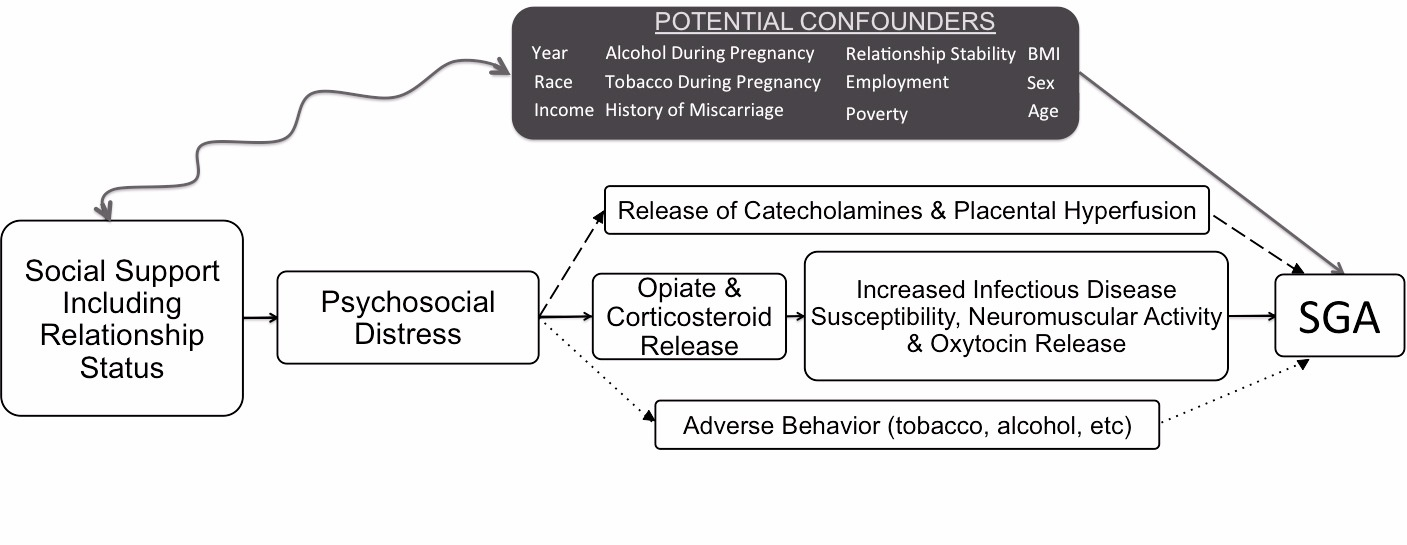 POTENTIAL CONFOUNDERS
Year Alcohol During Pregnancy Relationship Stability BMI
Race Tobacco During Pregnancy Employment Sex
Income History of Miscarriage Poverty Age
Release of Catecholamines & Placental Hyperfusion
Social Support
Including
Relationship
Status
Psychosocial
Distress
Opiate &
Corticosteroid
Release
Increased Infectious Disease
Susceptibility, Neuromuscular Activity
& Oxytocin Release
SGA
Adverse Behavior (tobacco, alcohol, etc)